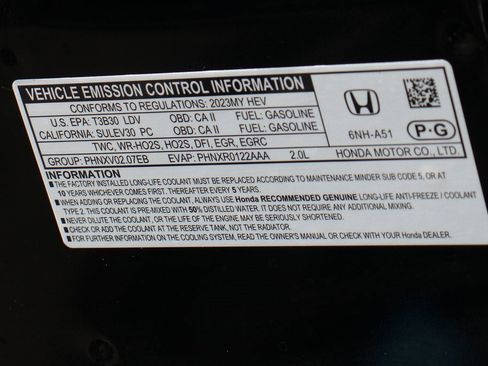 VEHICLE EMISSION CONTROL INFORMATION
CONFORMS TO REGULATIONS: 2023MY HEV
U.S. EPA: T3B30 LDV OBD: CA II FUEL: GASOLINE
CALIFORNIA: SULEV30 PC OBD: CA II FUEL: GASOLINE
TWC, WR-HO2S, HO2S, DFI, EGR, EGRC
GROUP: PHNXV02.07EB EVAP: PHNXR0122AAA 2.0L
6NH-A51
P·G
HONDA MOTOR CO., LTD.
INFORMATION
■THE FACTORY INSTALLED LONG-LIFE COOLANT MUST BE REPLACED ACCORDING TO MAINTENANCE MINDER SUB CODE 5, OR AT
10 YEARS WHICHEVER COMES FIRST. THEREAFTER EVERY 5 YEARS.
■WHEN ADDING OR REPLACING THE COOLANT, ALWAYS USE Honda RECOMMENDED GENUINE LONG-LIFE ANTI-FREEZE / COOLANT
TYPE 2. THIS COOLANT IS PRE-MIXED WITH 50% DISTILLED WATER. IT DOES NOT REQUIRE ANY ADDITIONAL MIXING.
■NEVER DILUTE THE COOLANT, OR THE LIFE OF THE ENGINE MAY BE SERIOUSLY SHORTENED.
■CHECK OR ADD THE COOLANT AT THE RESERVE TANK, NOT THE RADIATOR.
■FOR FURTHER INFORMATION ON THE COOLING SYSTEM, READ THE OWNER'S MANUAL OR CHECK WITH YOUR Honda DEALER.